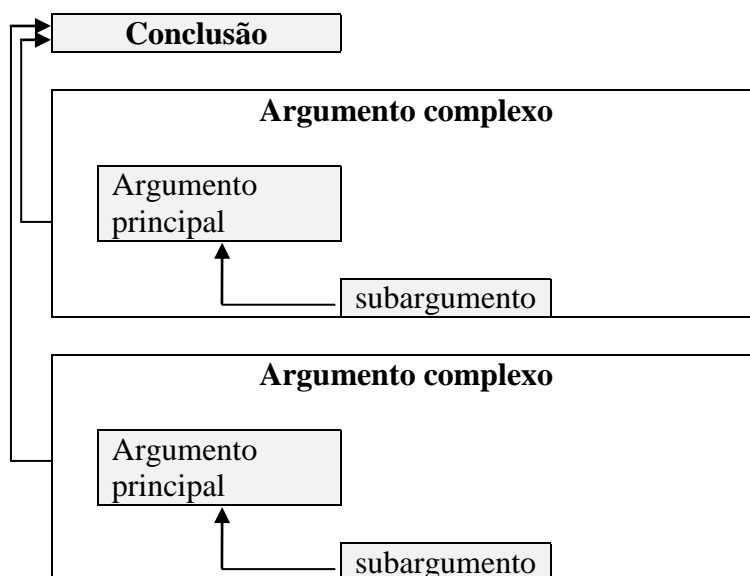 Conclusão
Argumento complexo
Argumento
principal
subargumento
Argumento complexo
Argumento
principal
subargumento